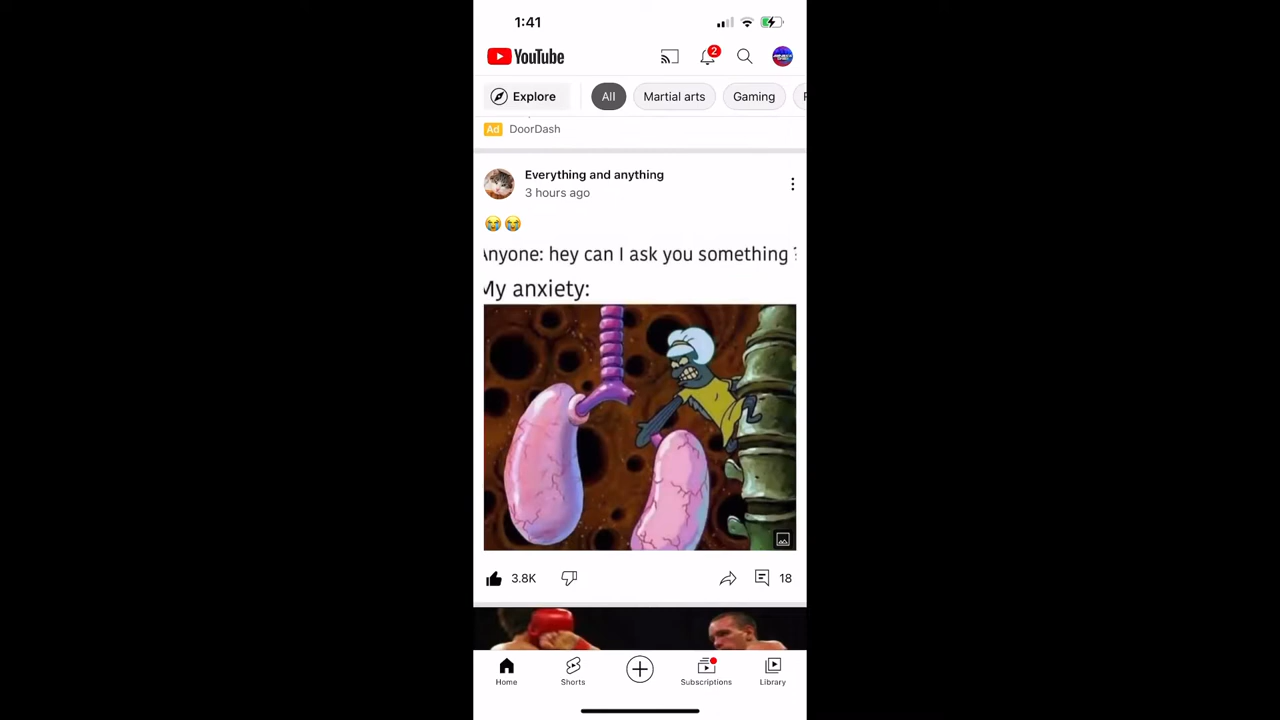 1:41
YouTube
2
Explore
All
Martial arts
Gaming
Ad DoorDash
Everything and anything
3 hours ago
😭😭
Anyone: hey can I ask you something ?
My anxiety:
3.8K
18
Home
Shorts
Subscriptions
Library